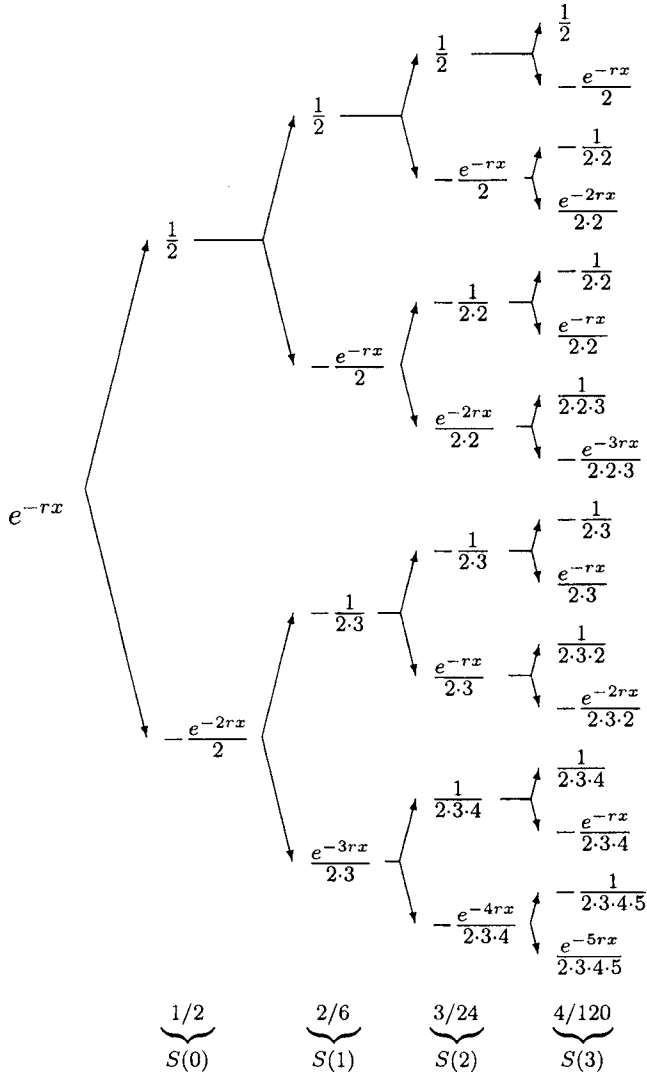 1/2
1/2
1/2
-e^{-rx}/2
1/2
-1/2·2
-e^{-rx}/2
e^{-2rx}/2·2
1/2
-1/2·2
-1/2·2
e^{-rx}/2·2
-e^{-rx}/2
1/2·2·3
e^{-2rx}/2·2
-e^{-3rx}/2·2·3
e^{-rx}
-1/2·3
-1/2·3
e^{-rx}/2·3
-1/2·3
1/2·3·2
e^{-rx}/2·3
-e^{-2rx}/2·3·2
-e^{-2rx}/2
1/2·3·4
1/2·3·4
-e^{-rx}/2·3·4
e^{-3rx}/2·3
-1/2·3·4·5
-e^{-4rx}/2·3·4
e^{-5rx}/2·3·4·5
1/2 2/6 3/24 4/120
S(0) S(1) S(2) S(3)